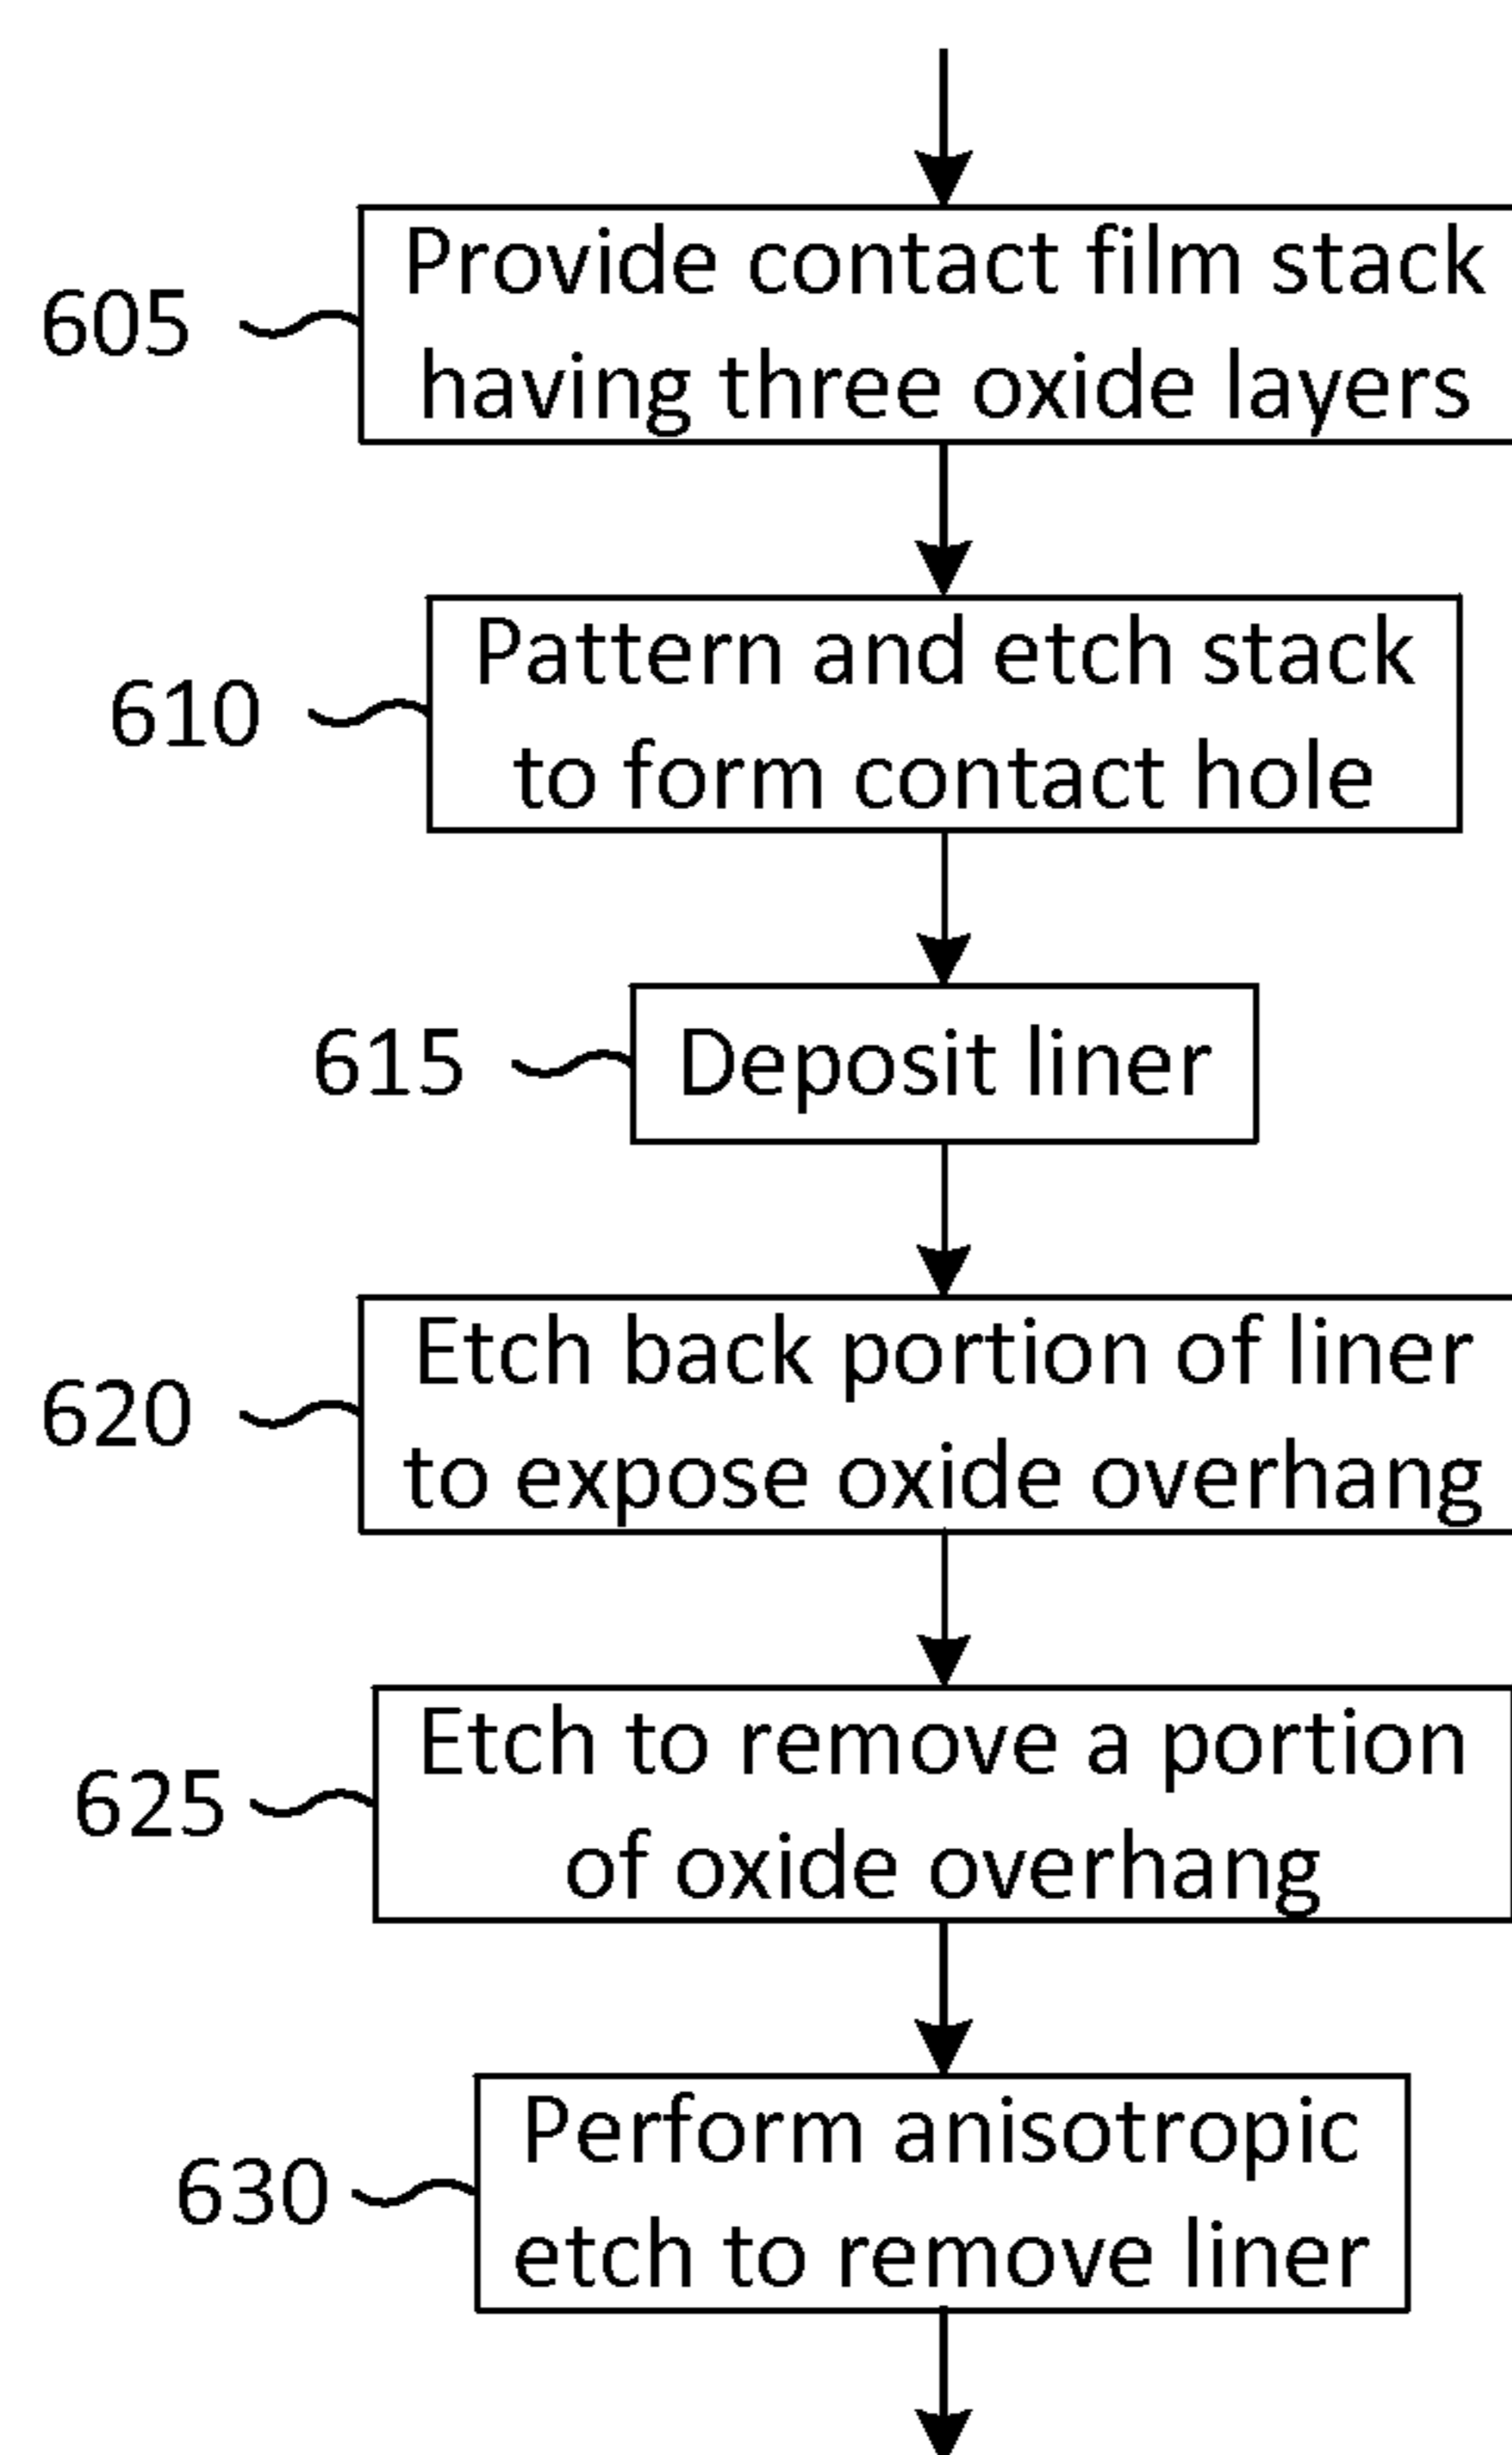 605
Provide contact film stack
having three oxide layers
610
Pattern and etch stack
to form contact hole
615
Deposit liner
620
Etch back portion of liner
to expose oxide overhang
625
Etch to remove a portion
of oxide overhang
630
Perform anisotropic
etch to remove liner